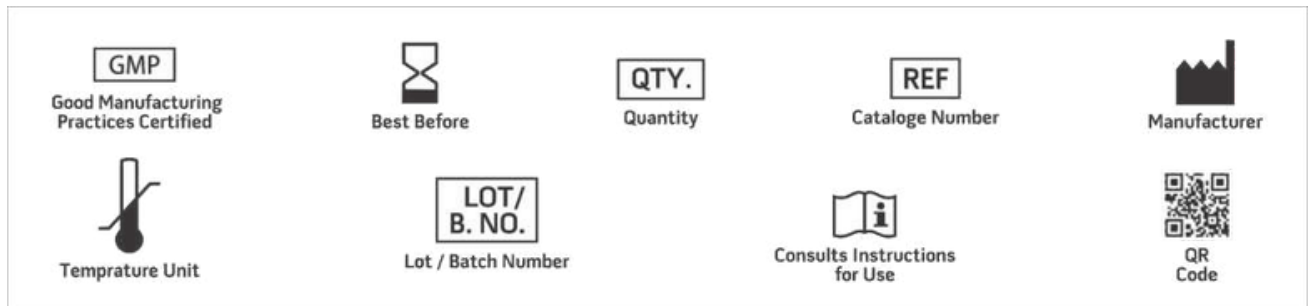 GMP
Good Manufacturing
Practices Certified
Best Before
QTY.
Quantity
REF
Cataloge Number
Manufacturer
Temprature Unit
LOT/
B. NO.
Lot / Batch Number
i
Consults Instructions
for Use
QR
Code